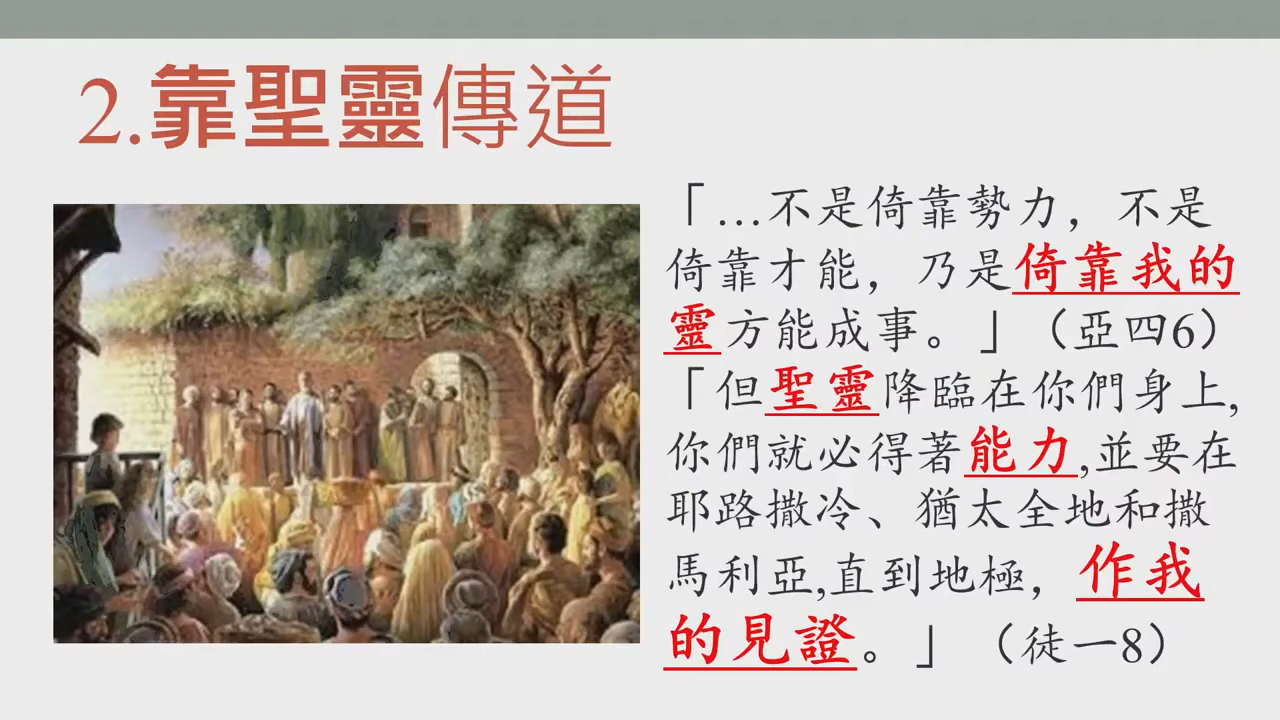 2.靠聖靈傳道
「…不是倚靠勢力，不是
倚靠才能，乃是倚靠我的
靈方能成事。」（亞四6）
「但聖靈降臨在你們身上,
你們就必得著能力,並要在
耶路撒冷、猶太全地和撒
馬利亞,直到地極，作我
的見證。」（徒一8）